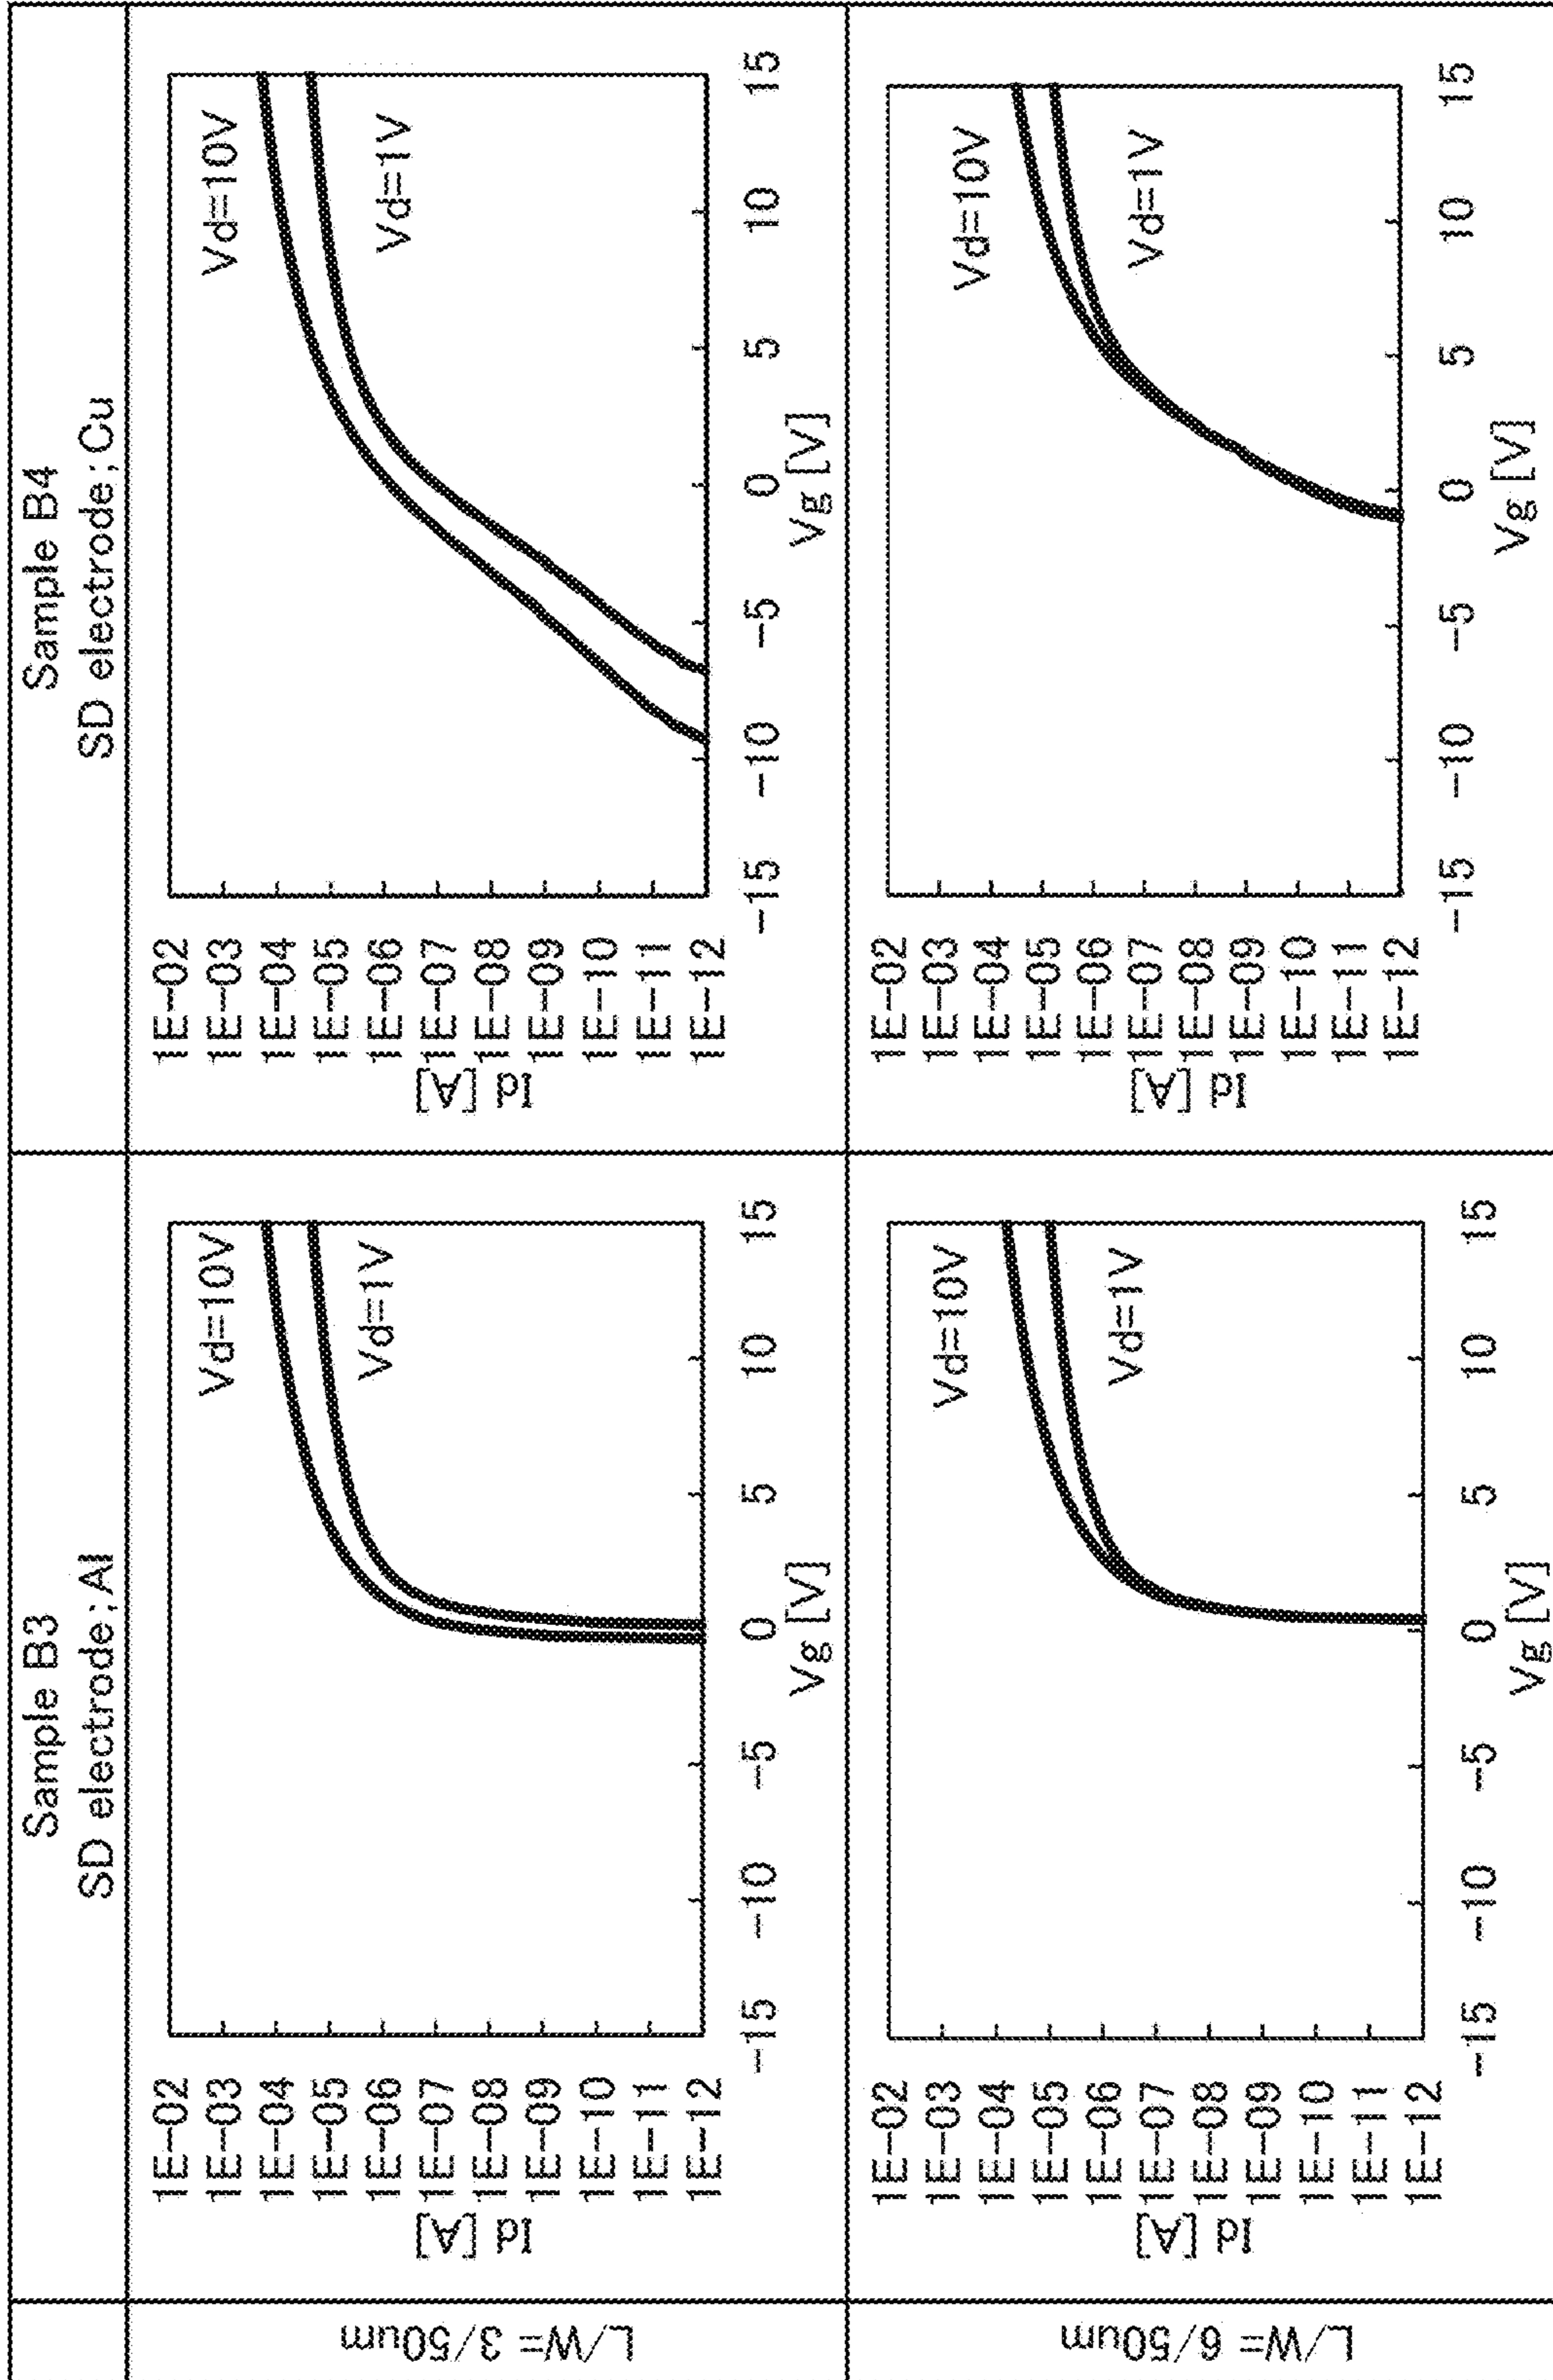 Sample B3
SD electrode;Al
Sample B4
SD electrode;Cu
L/W= 3/50um
Id [A]
1E-02
1E-03
1E-04
1E-05
1E-06
1E-07
1E-08
1E-09
1E-10
1E-11
1E-12
Vd=10V
Vd=1V
-15 -10 -5 0 5 10 15
Vg [V]
Id [A]
1E-02
1E-03
1E-04
1E-05
1E-06
1E-07
1E-08
1E-09
1E-10
1E-11
1E-12
Vd=10V
Vd=1V
-15 -10 -5 0 5 10 15
Vg [V]
L/W= 6/50um
Id [A]
1E-02
1E-03
1E-04
1E-05
1E-06
1E-07
1E-08
1E-09
1E-10
1E-11
1E-12
Vd=10V
Vd=1V
-15 -10 -5 0 5 10 15
Vg [V]
Id [A]
1E-02
1E-03
1E-04
1E-05
1E-06
1E-07
1E-08
1E-09
1E-10
1E-11
1E-12
Vd=10V
Vd=1V
-15 -10 -5 0 5 10 15
Vg [V]